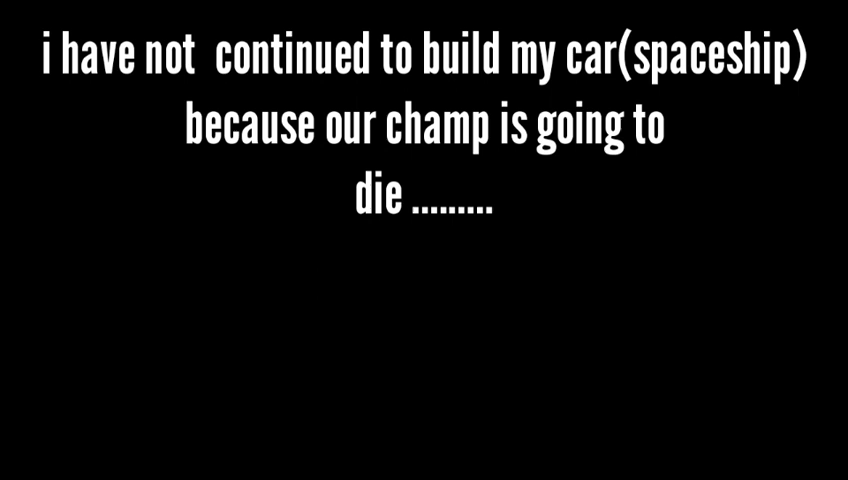 i have not  continued to build my car(spaceship)
because our champ is going to
die .........